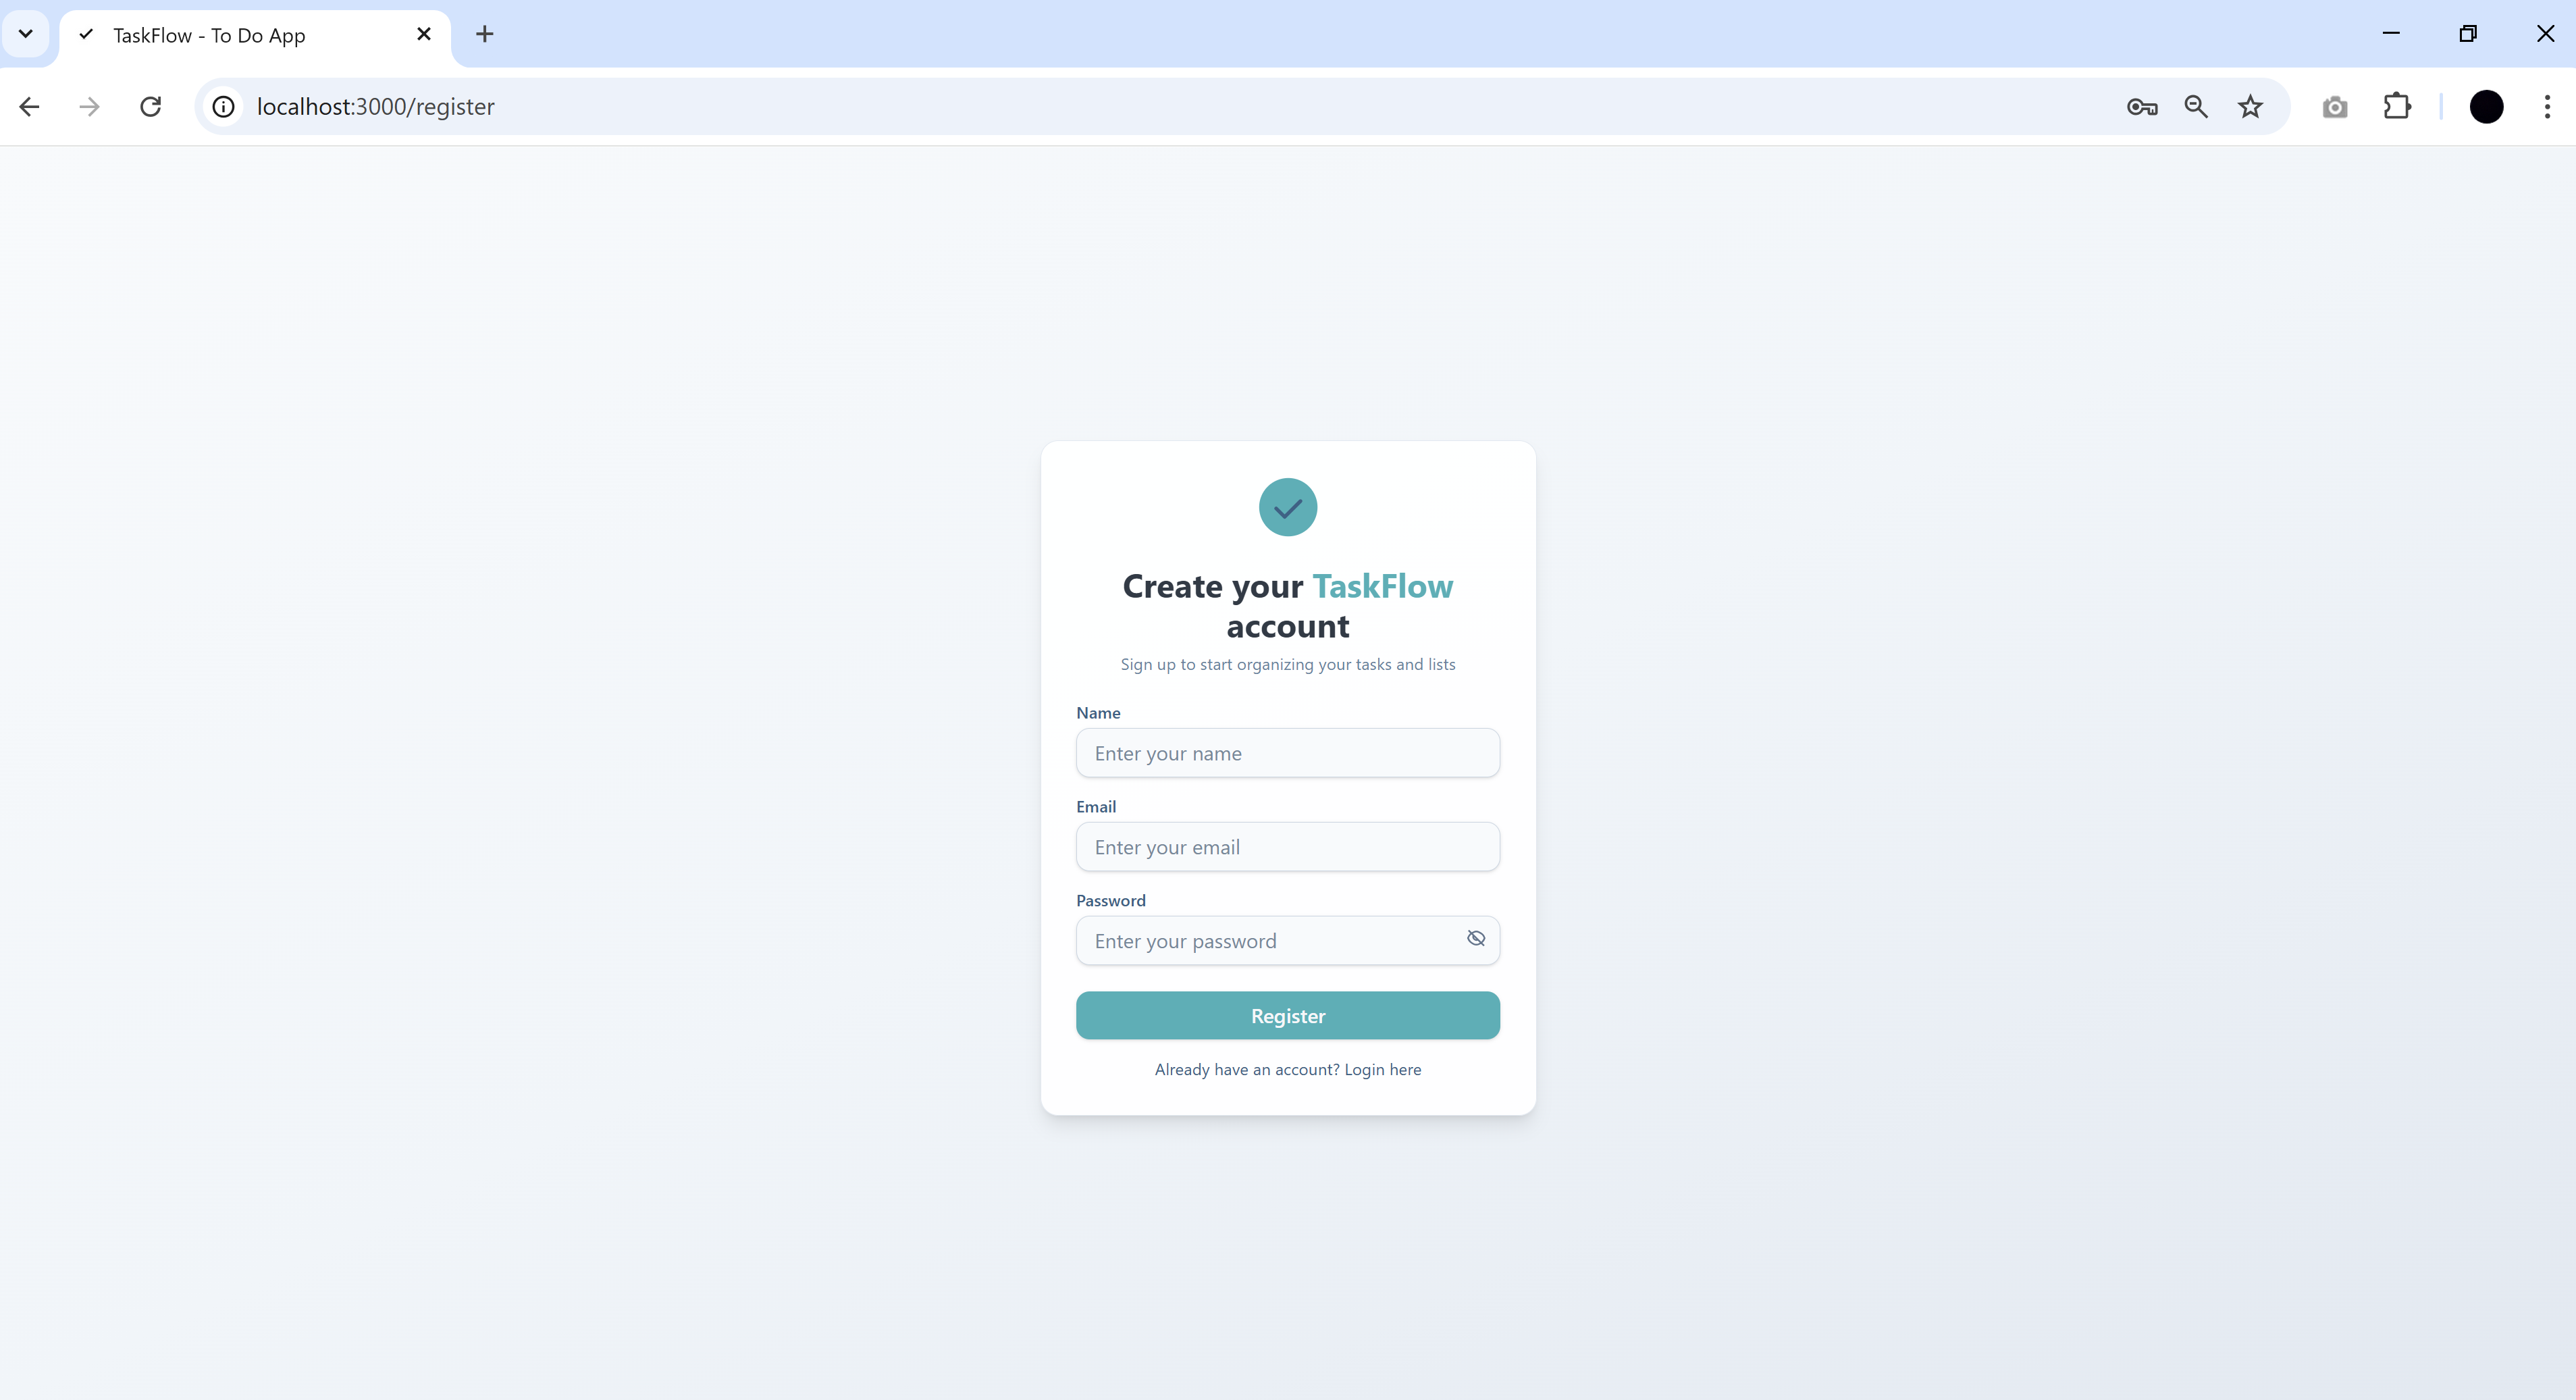 TaskFlow - To Do App
localhost:3000/register
Create your TaskFlow
account
Sign up to start organizing your tasks and lists
Name
Enter your name
Email
Enter your email
Password
Enter your password
Register
Already have an account? Login here